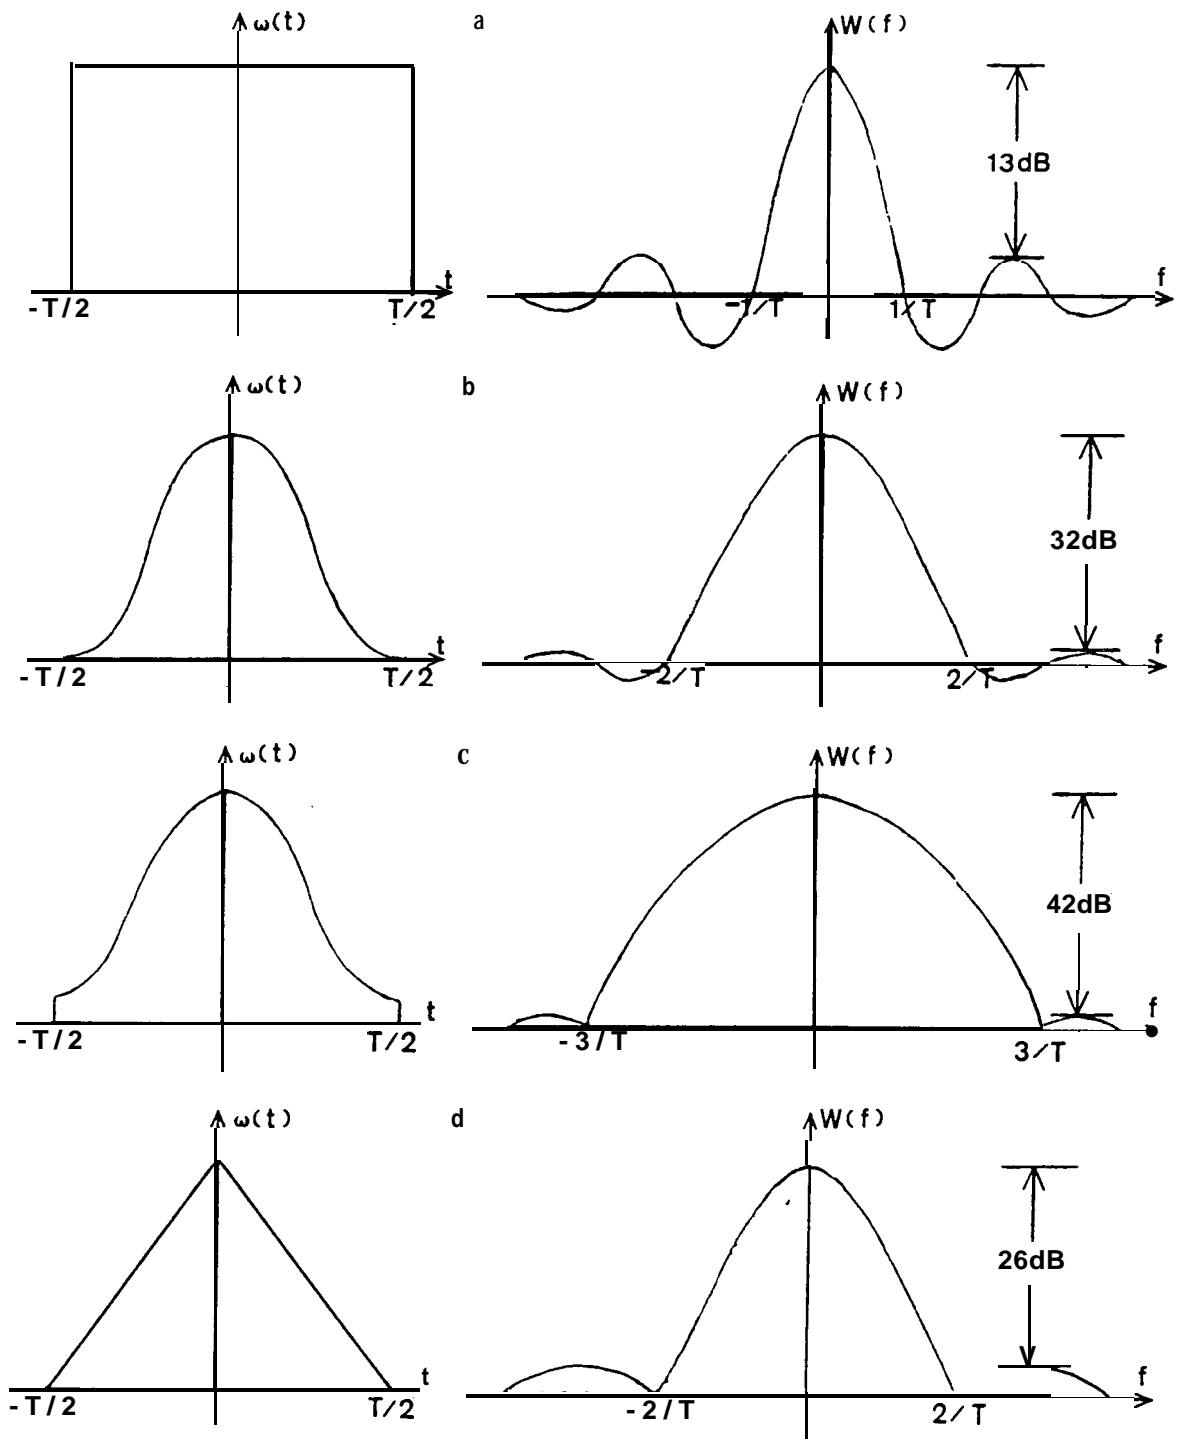 ω(t)
a
W(f)
13dB
-T/2
T/2
t
-1/T
1/T
f
ω(t)
b
W(f)
32dB
-T/2
T/2
t
-2/T
2/T
f
ω(t)
c
W(f)
42dB
-T/2
T/2
t
-3/T
3/T
f
ω(t)
d
W(f)
26dB
-T/2
T/2
t
-2/T
2/T
f